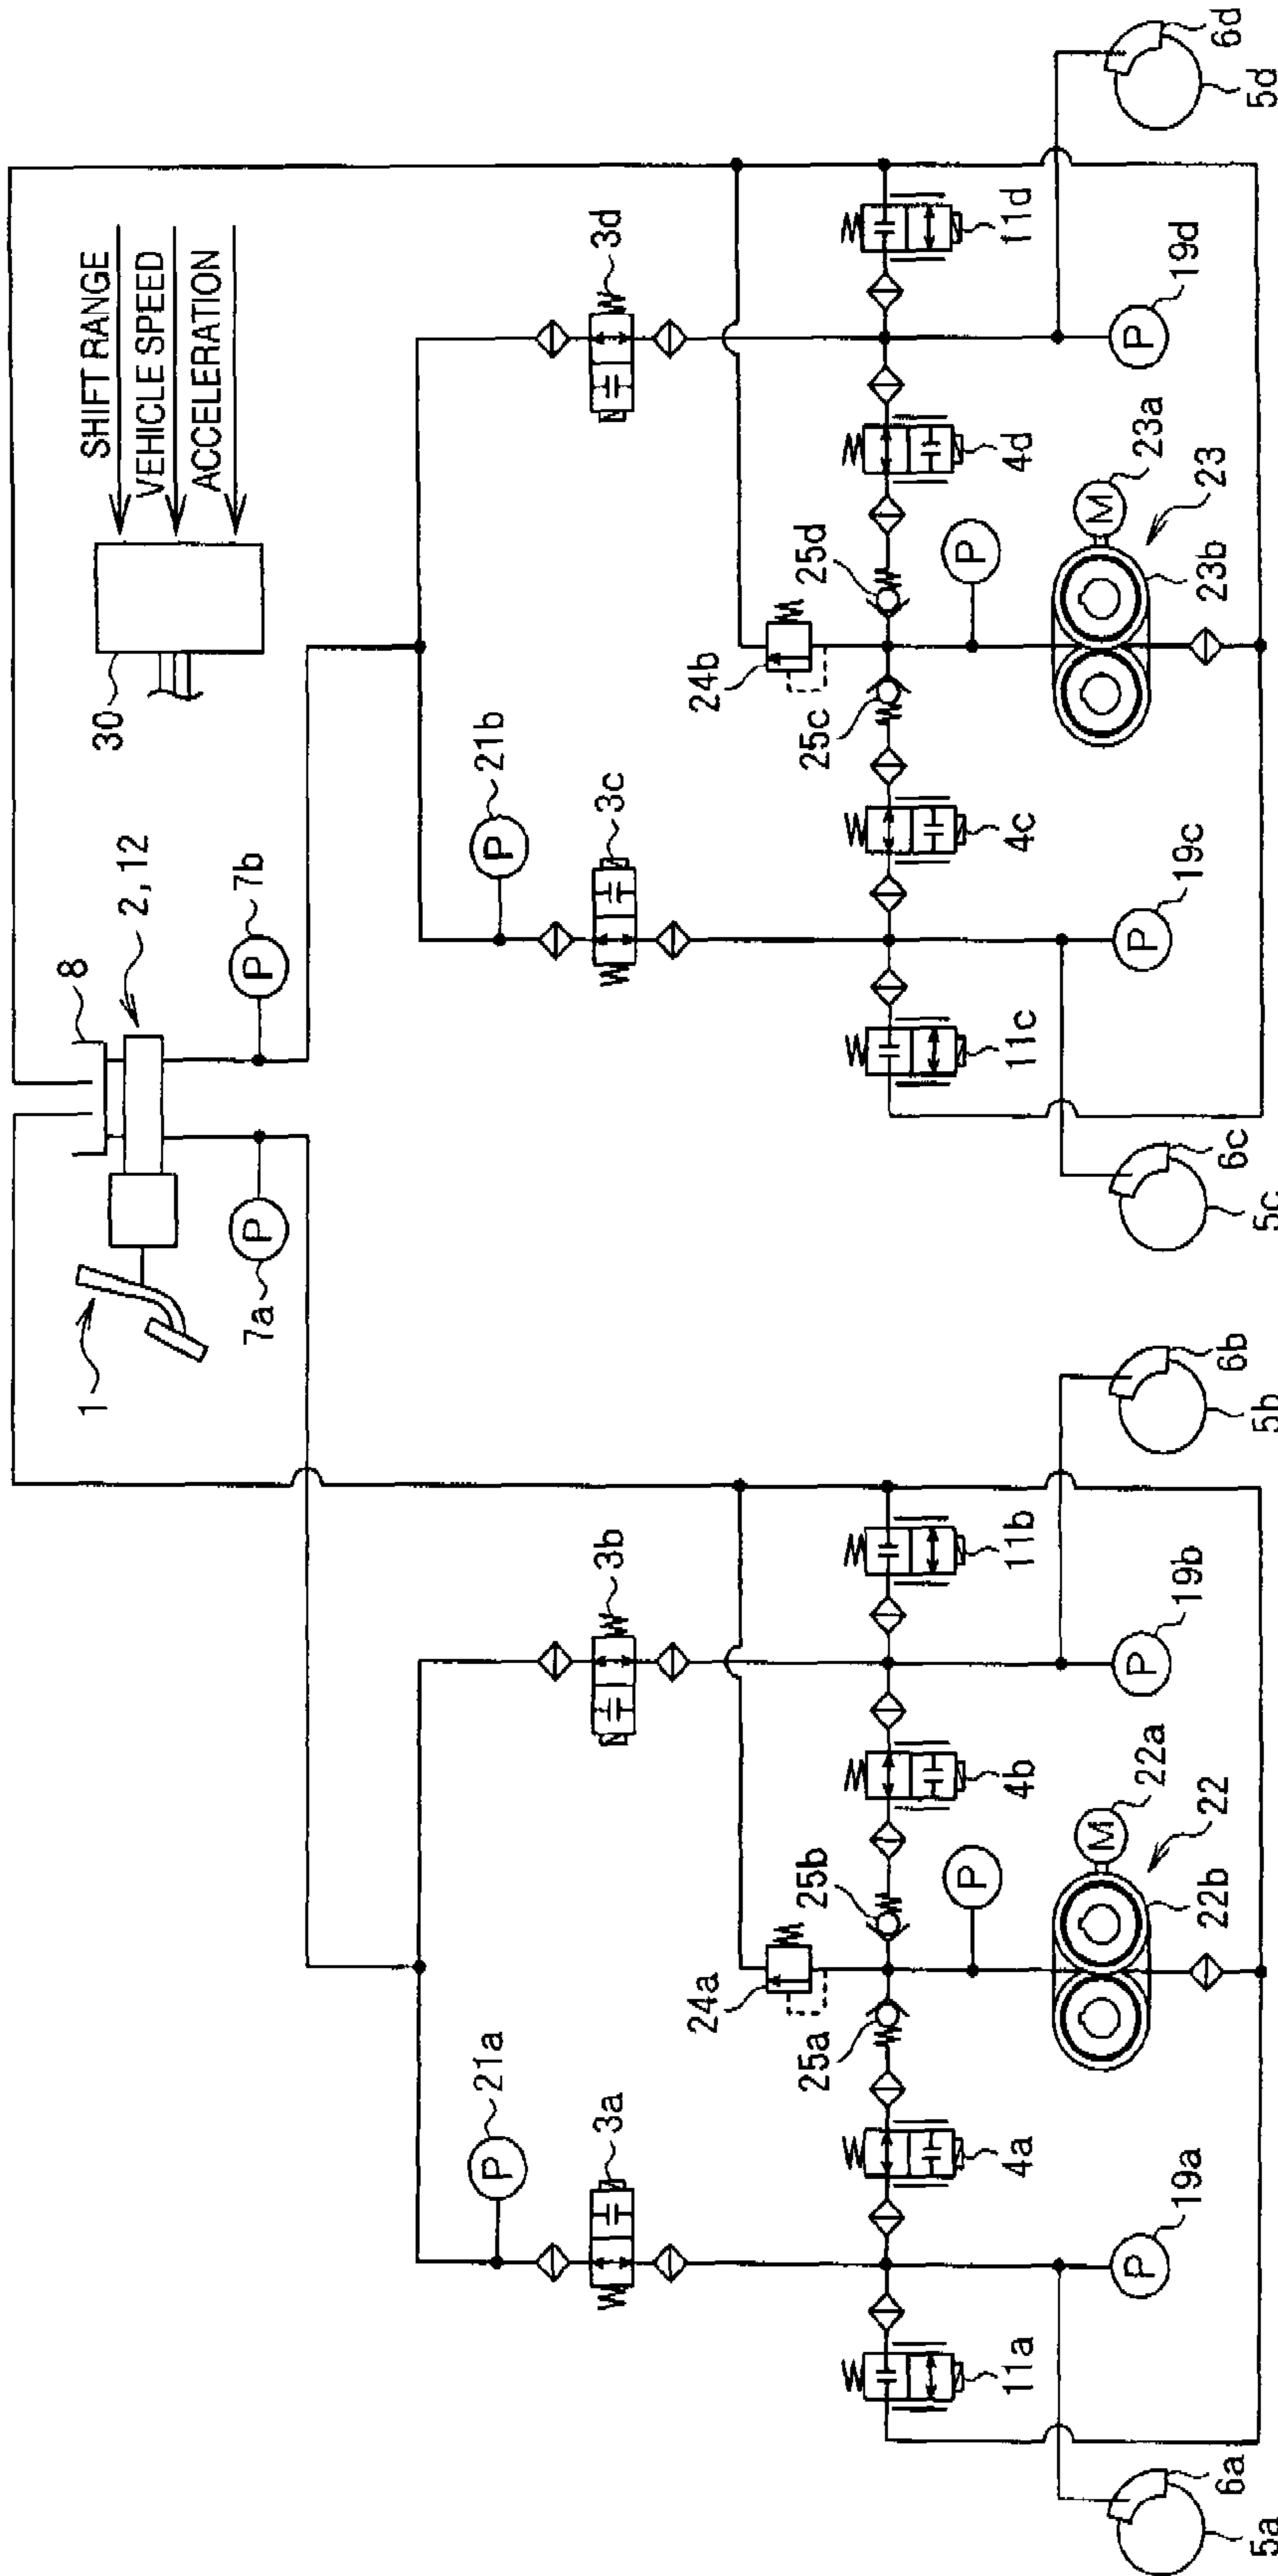 SHIFT RANGE
VEHICLE SPEED
ACCELERATION
30
8
2, 12
1
7a
7b
21a
3a
3b
21b
3c
3d
24a
25a
25b
24b
25c
25d
11a
4a
4b
11b
11c
4c
4d
11d
P
P
P
P
P
P
P
P
P
P
M
M
19a
22a
22
22b
19b
19c
23a
23
23b
19d
6a
5a
6b
5b
6c
5c
6d
5d